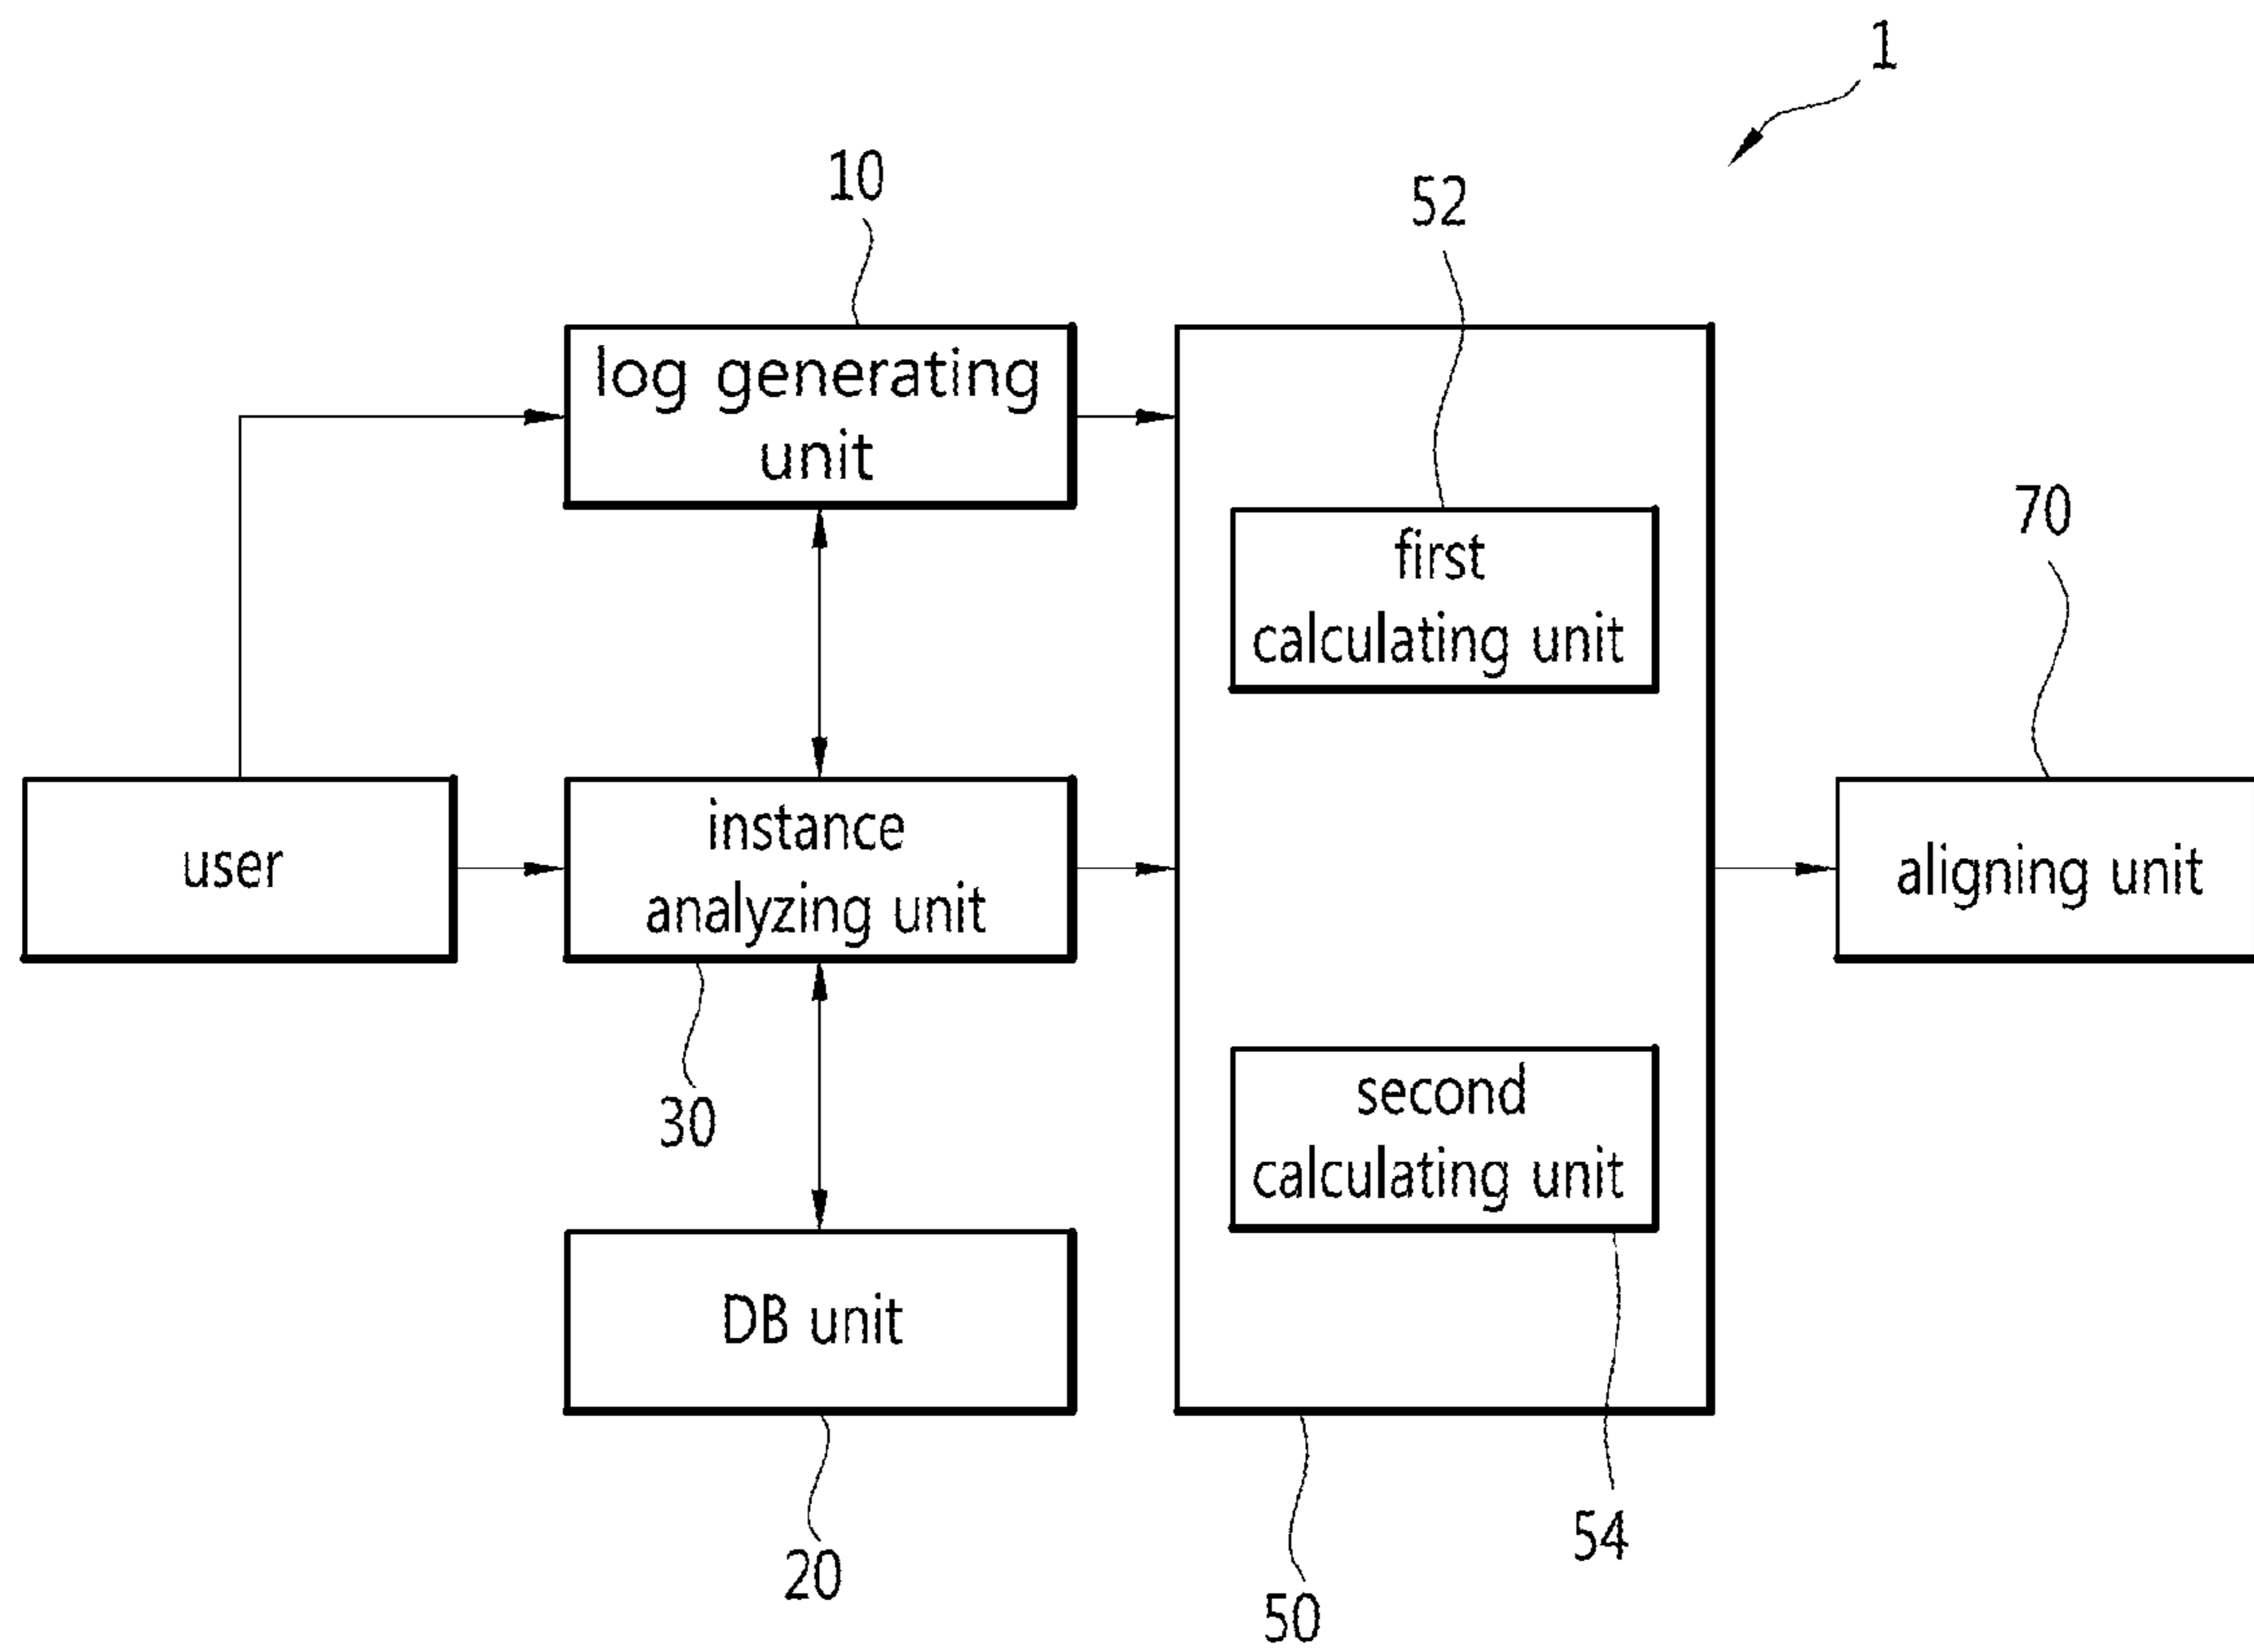 1
10
52
log generating
unit
70
first
calculating unit
user
instance
analyzing unit
aligning unit
30
second
calculating unit
DB unit
54
20
50